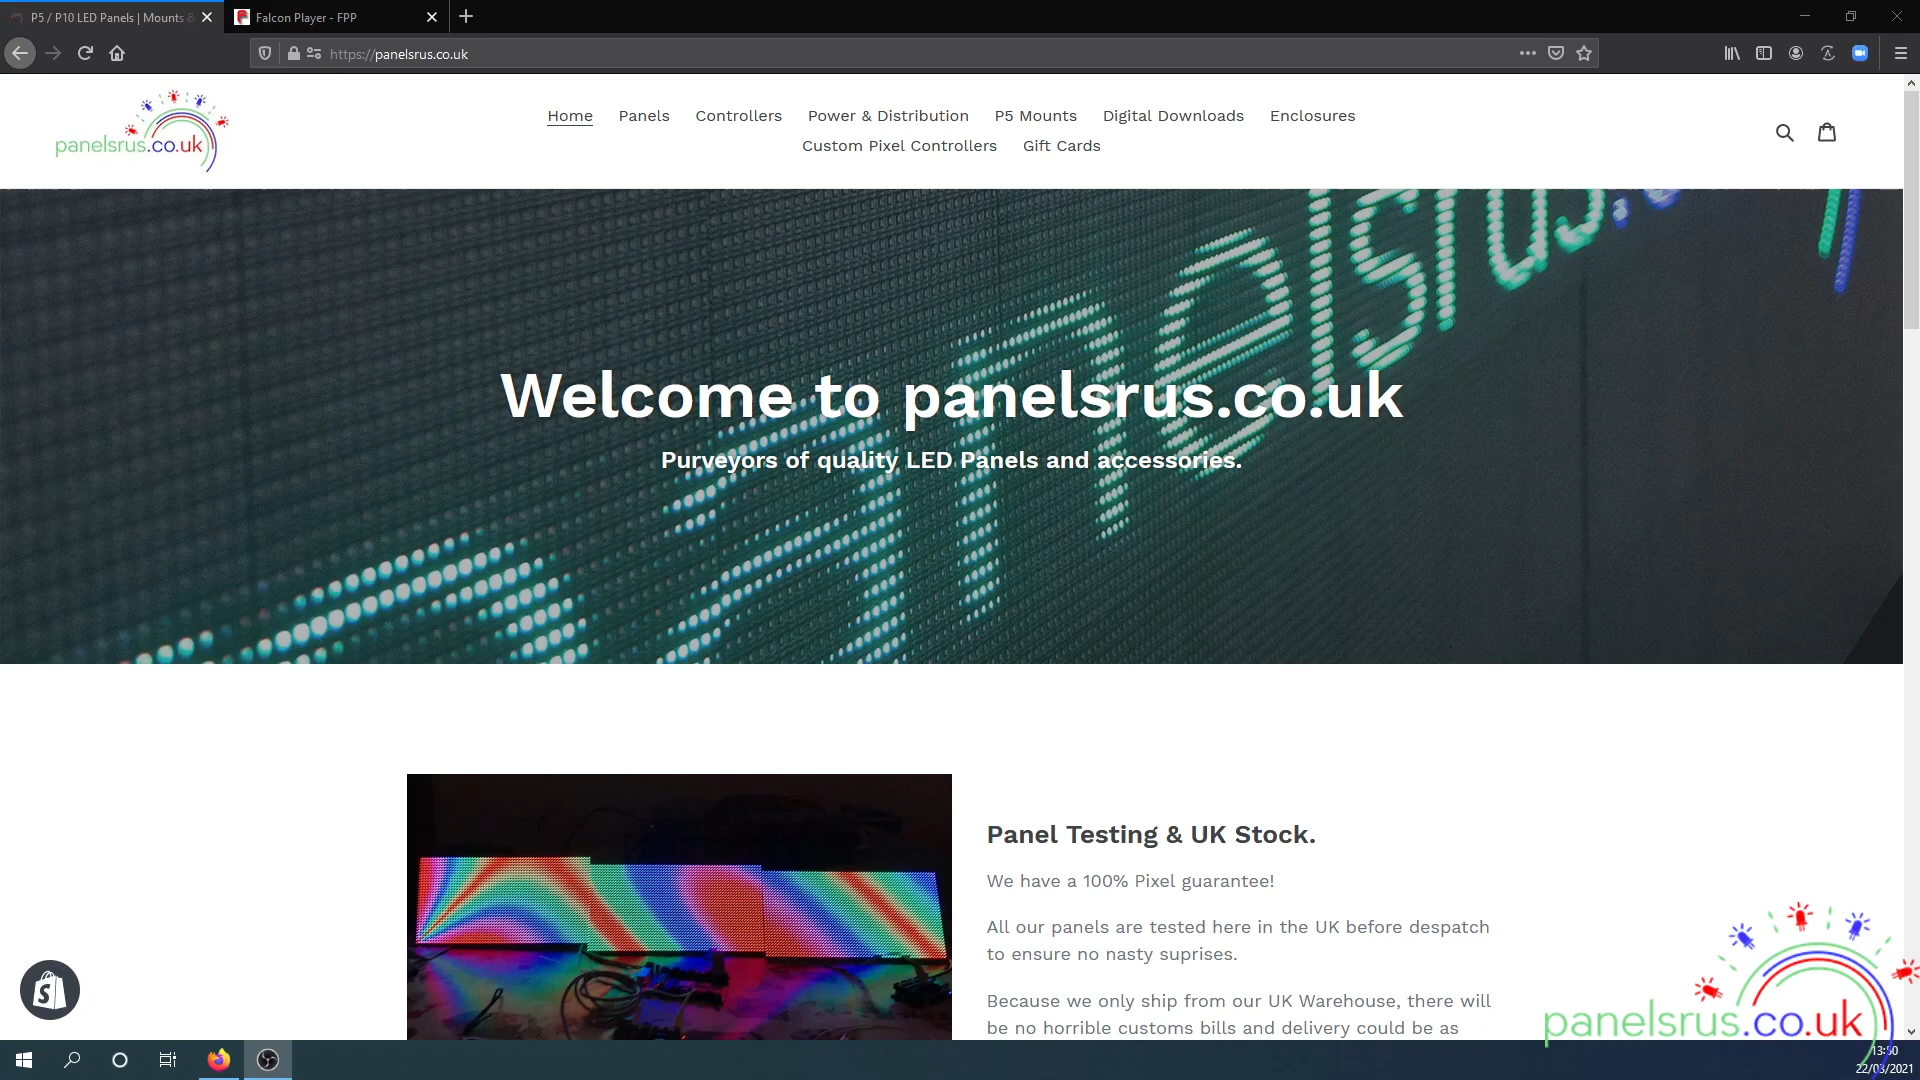 P5 / P10 LED Panels | Mounts &
Falcon Player - FPP
https://panelsrus.co.uk
panelsrus.co.uk
Home Panels Controllers Power & Distribution P5 Mounts Digital Downloads Enclosures
Custom Pixel Controllers Gift Cards
Welcome to panelsrus.co.uk
Purveyors of quality LED Panels and accessories.
Panel Testing & UK Stock.
We have a 100% Pixel guarantee!
All our panels are tested here in the UK before despatch
to ensure no nasty suprises.
Because we only ship from our UK Warehouse, there will
be no horrible customs bills and delivery could be as
panelsrus.co.uk
13:50
22/03/2021